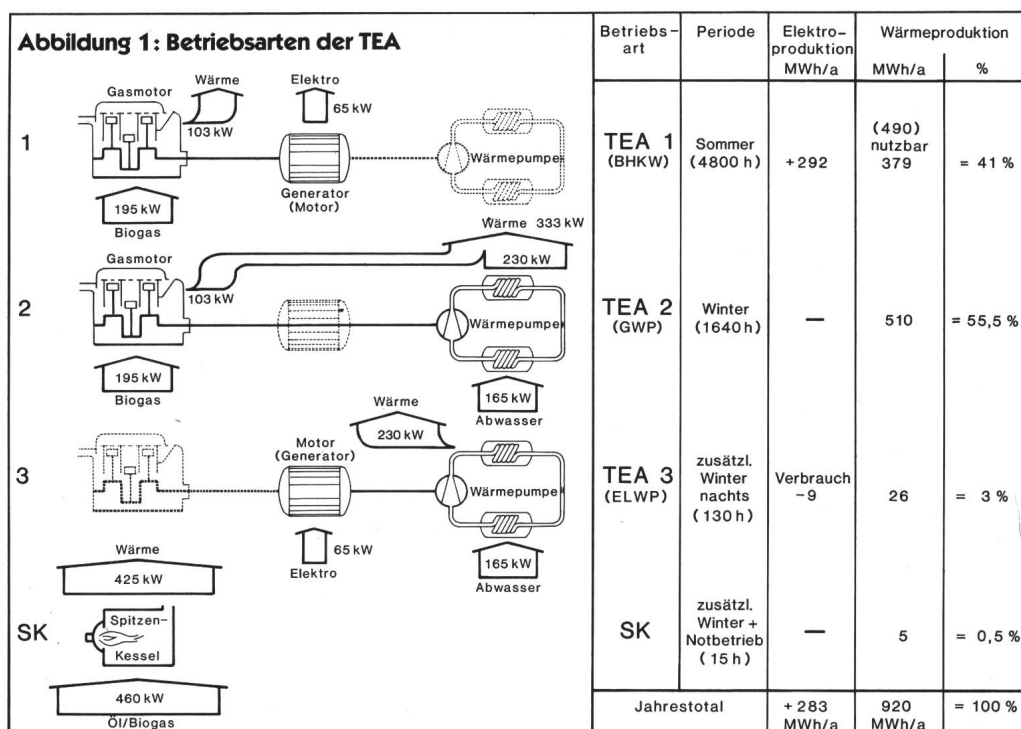 Abbildung 1: Betriebsarten der TEA
1
Gasmotor
Wärme
103 kW
Elektro
65 kW
Generator
(Motor)
Wärmepumpe
195 kW
Biogas
2
Gasmotor
103 kW
Wärme 333 kW
230 kW
Wärmepumpe
195 kW
Biogas
165 kW
Abwasser
3
Motor
(Generator)
Wärme
230 kW
Wärmepumpe
65 kW
Elektro
165 kW
Abwasser
SK
Wärme
425 kW
Spitzen-
Kessel
460 kW
Öl/Biogas
Betriebs-
art
Periode
Elektro-
produktion
MWh/a
Wärmeproduktion
MWh/a
%
TEA 1
(BHKW)
Sommer
(4800 h)
+292
(490)
nutzbar
379
= 41 %
TEA 2
(GWP)
Winter
(1640 h)
—
510
= 55,5 %
TEA 3
(ELWP)
zusätzl.
Winter
nachts
(130 h)
Verbrauch
-9
26
= 3 %
SK
zusätzl.
Winter +
Notbetrieb
(15 h)
—
5
= 0,5 %
Jahrestotal
+283
MWh/a
920
MWh/a
= 100 %